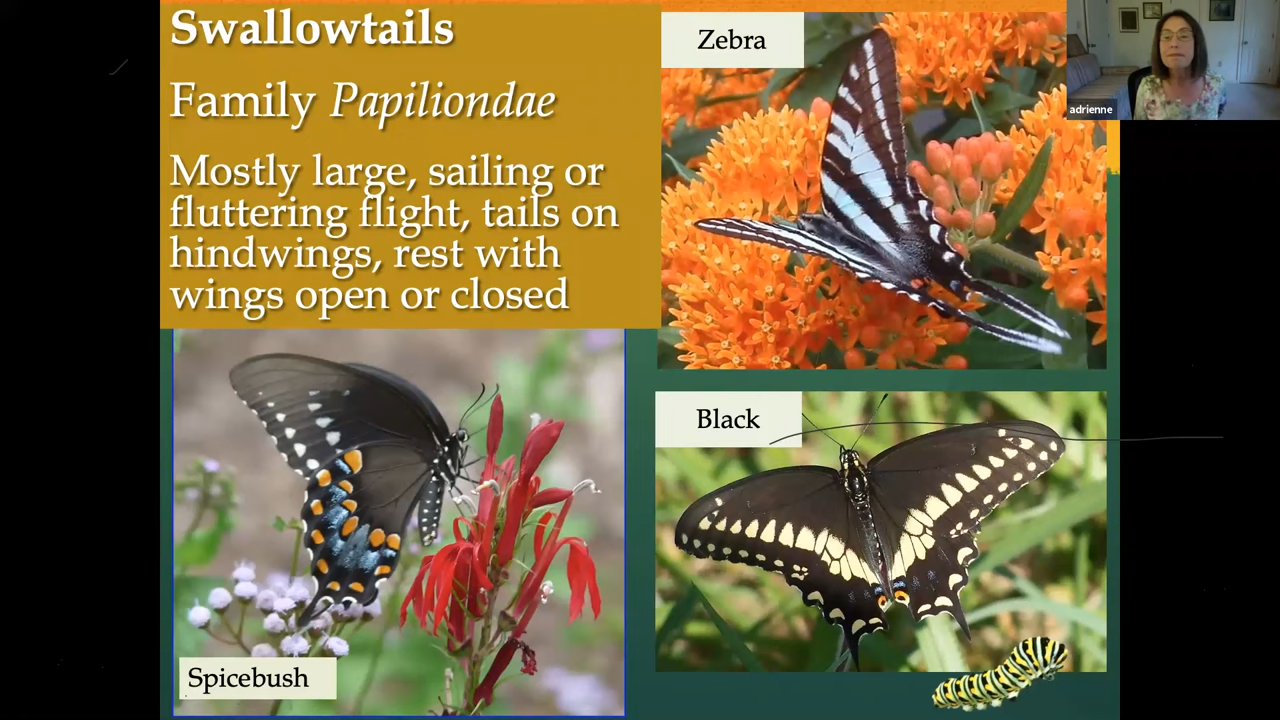 Swallowtails
Family Papiliondae
Mostly large, sailing or
fluttering flight, tails on
hindwings, rest with
wings open or closed
Zebra
adrienne
Black
Spicebush